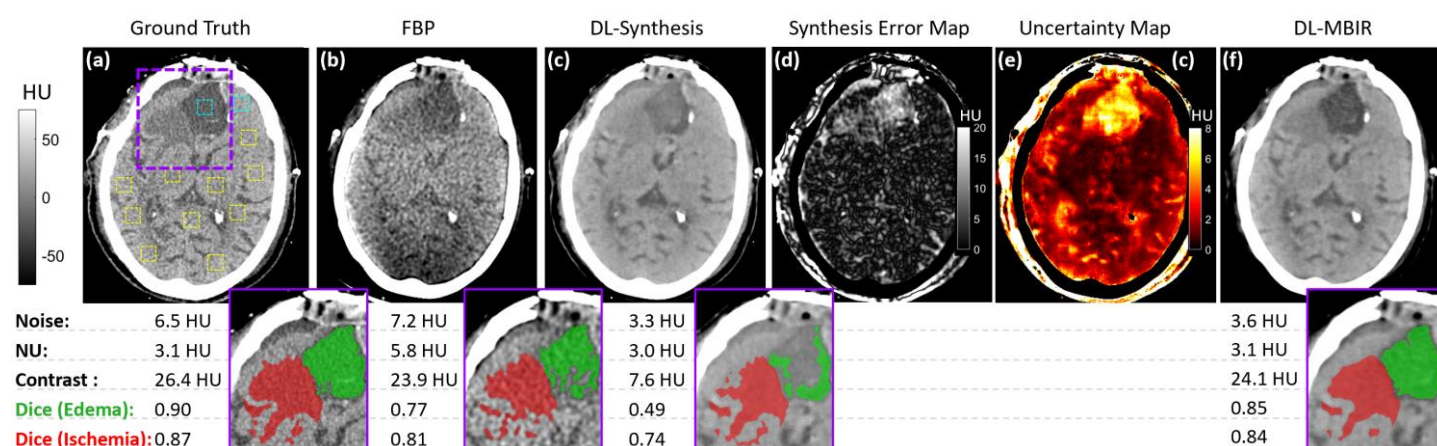 Ground Truth FBP DL-Synthesis Synthesis Error Map Uncertainty Map DL-MBIR
(a) (b) (c) (d) (e) (c) (f)
HU
50
0
-50
HU
20
15
10
5
0
HU
8
6
4
2
0
Noise: 6.5 HU 7.2 HU 3.3 HU 3.6 HU
NU: 3.1 HU 5.8 HU 3.0 HU 3.1 HU
Contrast : 26.4 HU 23.9 HU 7.6 HU 24.1 HU
Dice (Edema): 0.90 0.77 0.49 0.85
Dice (Ischemia): 0.87 0.81 0.74 0.84